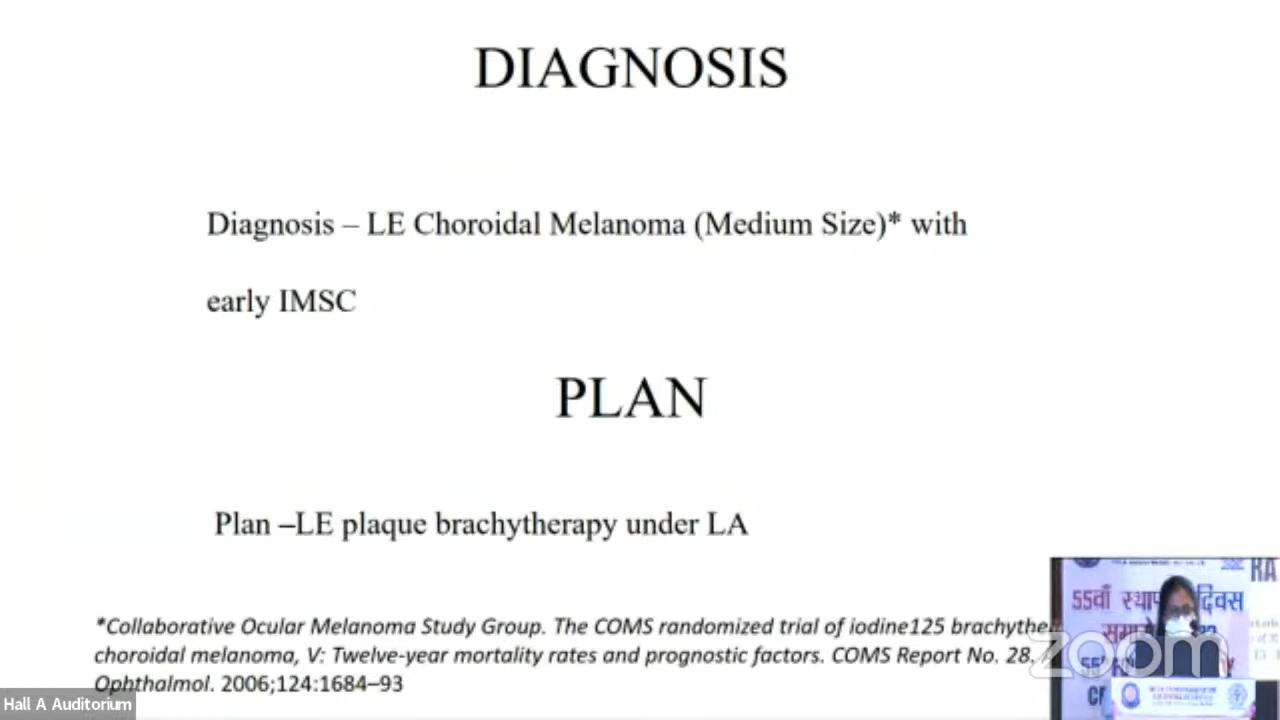 DIAGNOSIS
Diagnosis – LE Choroidal Melanoma (Medium Size)* with
early IMSC
PLAN
Plan –LE plaque brachytherapy under LA
*Collaborative Ocular Melanoma Study Group. The COMS randomized trial of iodine125
choroidal melanoma, V: Twelve-year mortality rates and prognostic factors. COMS Report No. 28.
Ophthalmol. 2006;124:1684–93
55वाँ दिवस
zoom
Hall A Auditorium